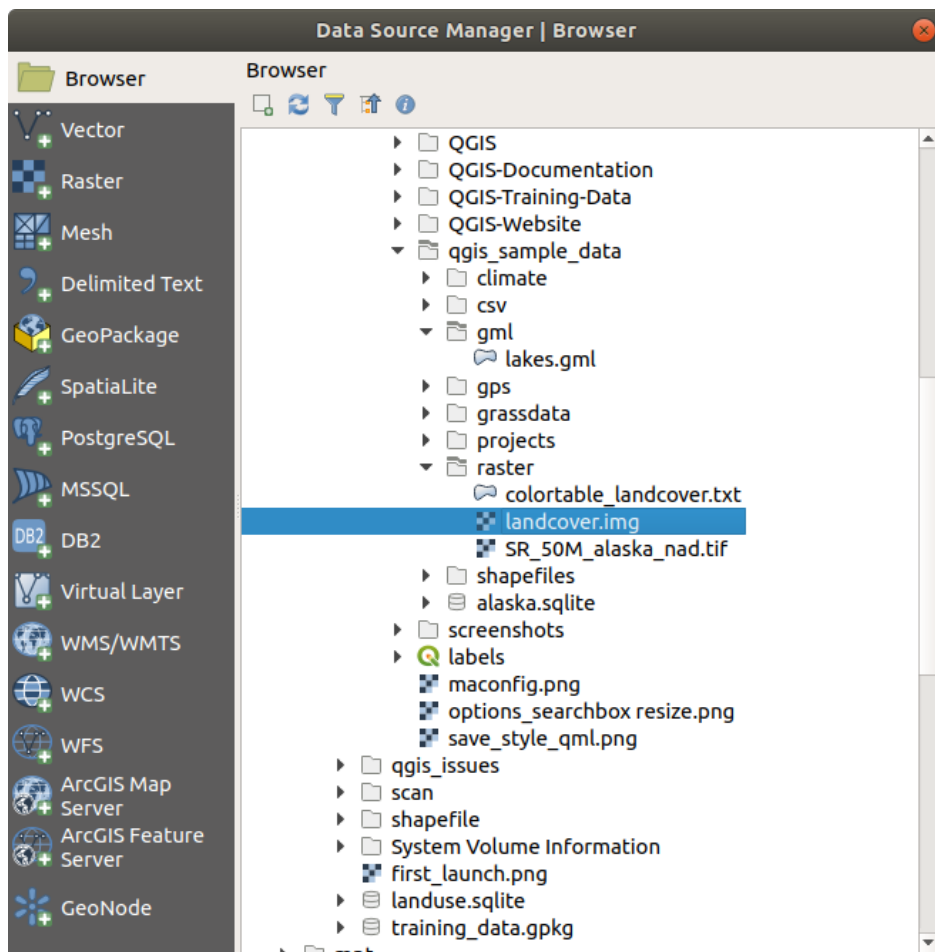 Data Source Manager | Browser
Browser
Vector
Raster
Mesh
Delimited Text
GeoPackage
SpatiaLite
PostgreSQL
MSSQL
DB2
DB2
Virtual Layer
WMS/WMTS
WCS
WFS
ArcGIS Map
Server
ArcGIS Feature
Server
GeoNode
Browser
QGIS
QGIS-Documentation
QGIS-Training-Data
QGIS-Website
qgis_sample_data
climate
csv
gml
lakes.gml
gps
grassdata
projects
raster
colortable_landcover.txt
landcover.img
SR_50M_alaska_nad.tif
shapefiles
alaska.sqlite
screenshots
labels
maconfig.png
options_searchbox resize.png
save_style_qml.png
qgis_issues
scan
shapefile
System Volume Information
first_launch.png
landuse.sqlite
training_data.gpkg